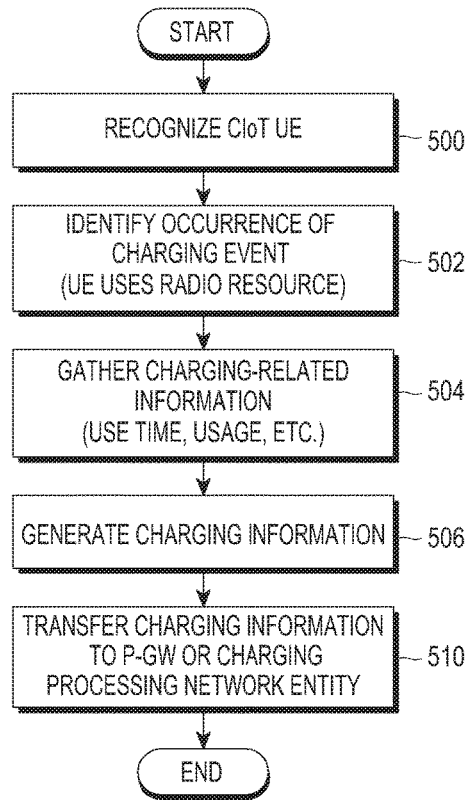 START
RECOGNIZE CIoT UE
500
IDENTIFY OCCURRENCE OF
CHARGING EVENT
(UE USES RADIO RESOURCE)
502
GATHER CHARGING-RELATED
INFORMATION
(USE TIME, USAGE, ETC.)
504
GENERATE CHARGING INFORMATION
506
TRANSFER CHARGING INFORMATION
TO P-GW OR CHARGING
PROCESSING NETWORK ENTITY
510
END